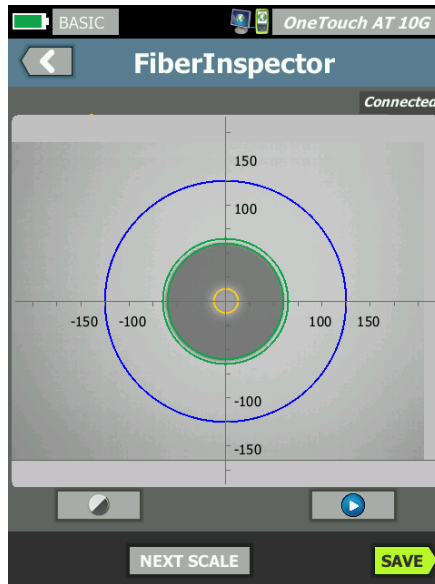 BASIC OneTouch AT 10G
FiberInspector
Connected
150
100
-150 -100 100 150
-100
-150
NEXT SCALE SAVE